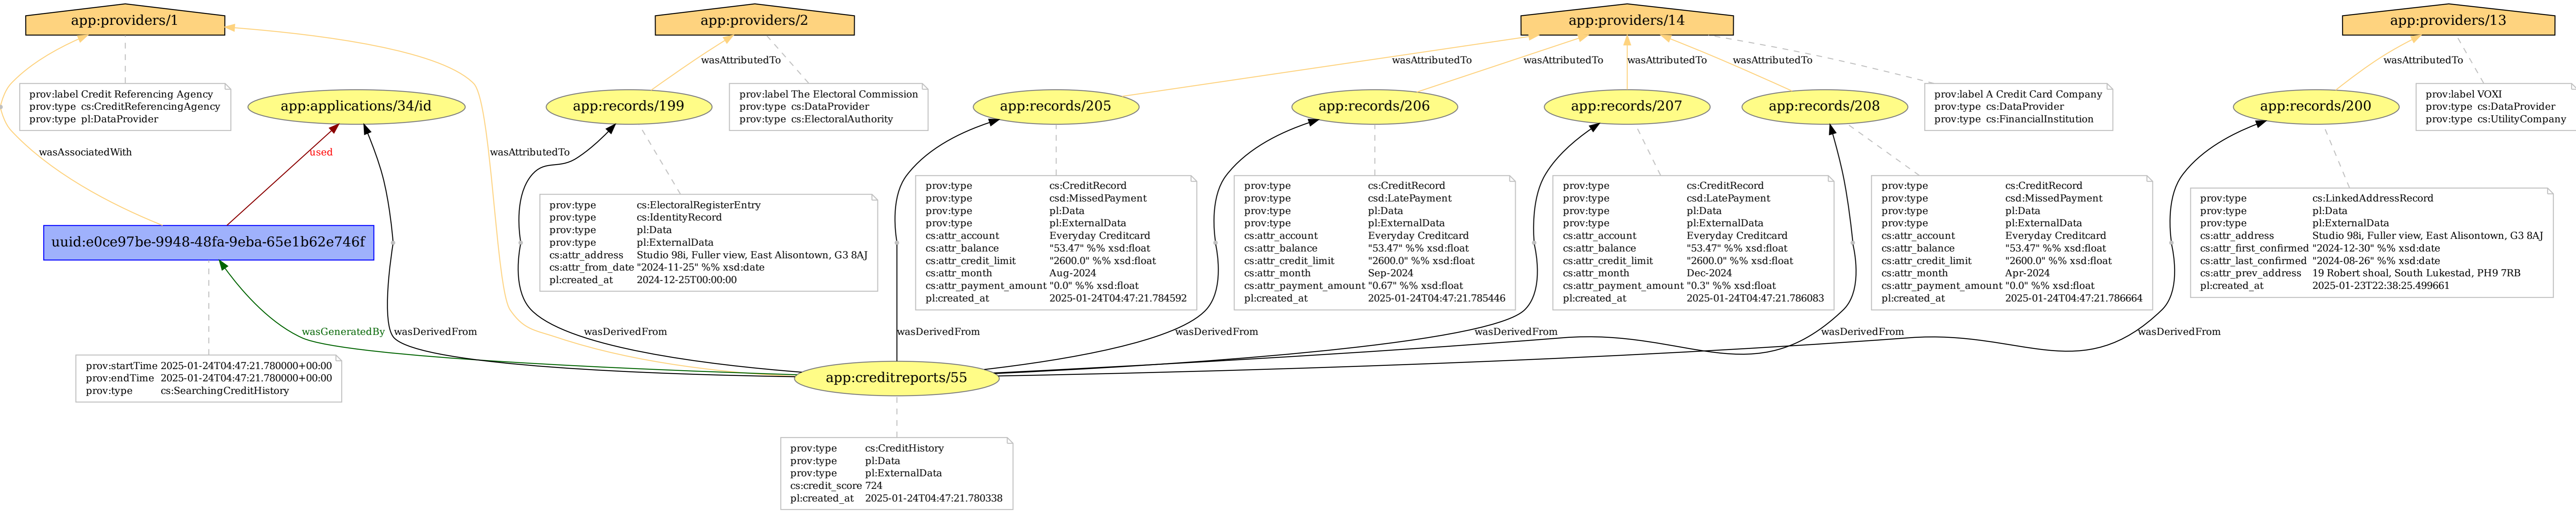 app:providers/1
app:providers/2
app:providers/14
app:providers/13
wasAttributedTo
wasAttributedTo
wasAttributedTo
wasAttributedTo
wasAttributedTo
wasAttributedTo
prov:label Credit Referencing Agency
prov:type cs:CreditReferencingAgency
prov:type pl:DataProvider
app:applications/34/id
app:records/199
prov:label The Electoral Commission
prov:type cs:DataProvider
prov:type cs:ElectoralAuthority
app:records/205
app:records/206
app:records/207
app:records/208
prov:label A Credit Card Company
prov:type cs:DataProvider
prov:type cs:FinancialInstitution
app:records/200
prov:label VOXI
prov:type cs:DataProvider
prov:type cs:UtilityCompany
wasAssociatedWith
used
wasAttributedTo
uuid:e0ce97be-9948-48fa-9eba-65e1b62e746f
prov:type cs:ElectoralRegisterEntry
prov:type cs:IdentityRecord
prov:type pl:Data
prov:type pl:ExternalData
cs:attr_address Studio 98i, Fuller view, East Alisontown, G3 8AJ
cs:attr_from_date "2024-11-25" %% xsd:date
pl:created_at 2024-12-25T00:00:00
prov:type cs:CreditRecord
prov:type csd:MissedPayment
prov:type pl:Data
prov:type pl:ExternalData
cs:attr_account Everyday Creditcard
cs:attr_balance "53.47" %% xsd:float
cs:attr_credit_limit "2600.0" %% xsd:float
cs:attr_month Aug-2024
cs:attr_payment_amount "0.0" %% xsd:float
pl:created_at 2025-01-24T04:47:21.784592
prov:type cs:CreditRecord
prov:type csd:LatePayment
prov:type pl:Data
prov:type pl:ExternalData
cs:attr_account Everyday Creditcard
cs:attr_balance "53.47" %% xsd:float
cs:attr_credit_limit "2600.0" %% xsd:float
cs:attr_month Sep-2024
cs:attr_payment_amount "0.67" %% xsd:float
pl:created_at 2025-01-24T04:47:21.785446
prov:type cs:CreditRecord
prov:type csd:LatePayment
prov:type pl:Data
prov:type pl:ExternalData
cs:attr_account Everyday Creditcard
cs:attr_balance "53.47" %% xsd:float
cs:attr_credit_limit "2600.0" %% xsd:float
cs:attr_month Dec-2024
cs:attr_payment_amount "0.3" %% xsd:float
pl:created_at 2025-01-24T04:47:21.786083
prov:type cs:CreditRecord
prov:type csd:MissedPayment
prov:type pl:Data
prov:type pl:ExternalData
cs:attr_account Everyday Creditcard
cs:attr_balance "53.47" %% xsd:float
cs:attr_credit_limit "2600.0" %% xsd:float
cs:attr_month Apr-2024
cs:attr_payment_amount "0.0" %% xsd:float
pl:created_at 2025-01-24T04:47:21.786664
prov:type cs:LinkedAddressRecord
prov:type pl:Data
prov:type pl:ExternalData
cs:attr_address Studio 98i, Fuller view, East Alisontown, G3 8AJ
cs:attr_first_confirmed "2024-12-30" %% xsd:date
cs:attr_last_confirmed "2024-08-26" %% xsd:date
cs:attr_prev_address 19 Robert shoal, South Lukestad, PH9 7RB
pl:created_at 2025-01-23T22:38:25.499661
wasGeneratedBy
wasDerivedFrom
wasDerivedFrom
wasDerivedFrom
wasDerivedFrom
wasDerivedFrom
wasDerivedFrom
wasDerivedFrom
prov:startTime 2025-01-24T04:47:21.780000+00:00
prov:endTime 2025-01-24T04:47:21.780000+00:00
prov:type cs:SearchingCreditHistory
app:creditreports/55
prov:type cs:CreditHistory
prov:type pl:Data
prov:type pl:ExternalData
cs:credit_score 724
pl:created_at 2025-01-24T04:47:21.780338